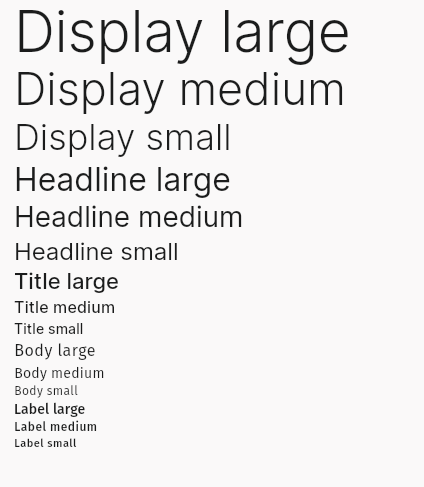 Display large
Display medium
Display small
Headline large
Headline medium
Headline small
Title large
Title medium
Title small
Body large
Body medium
Body small
Label large
Label medium
Label small